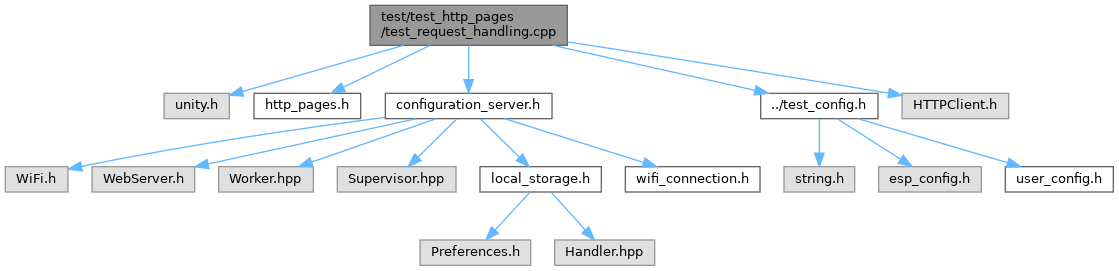 test/test_http_pages
/test_request_handling.cpp
unity.h
http_pages.h
configuration_server.h
../test_config.h
HTTPClient.h
WiFi.h
WebServer.h
Worker.hpp
Supervisor.hpp
local_storage.h
wifi_connection.h
string.h
esp_config.h
user_config.h
Preferences.h
Handler.hpp